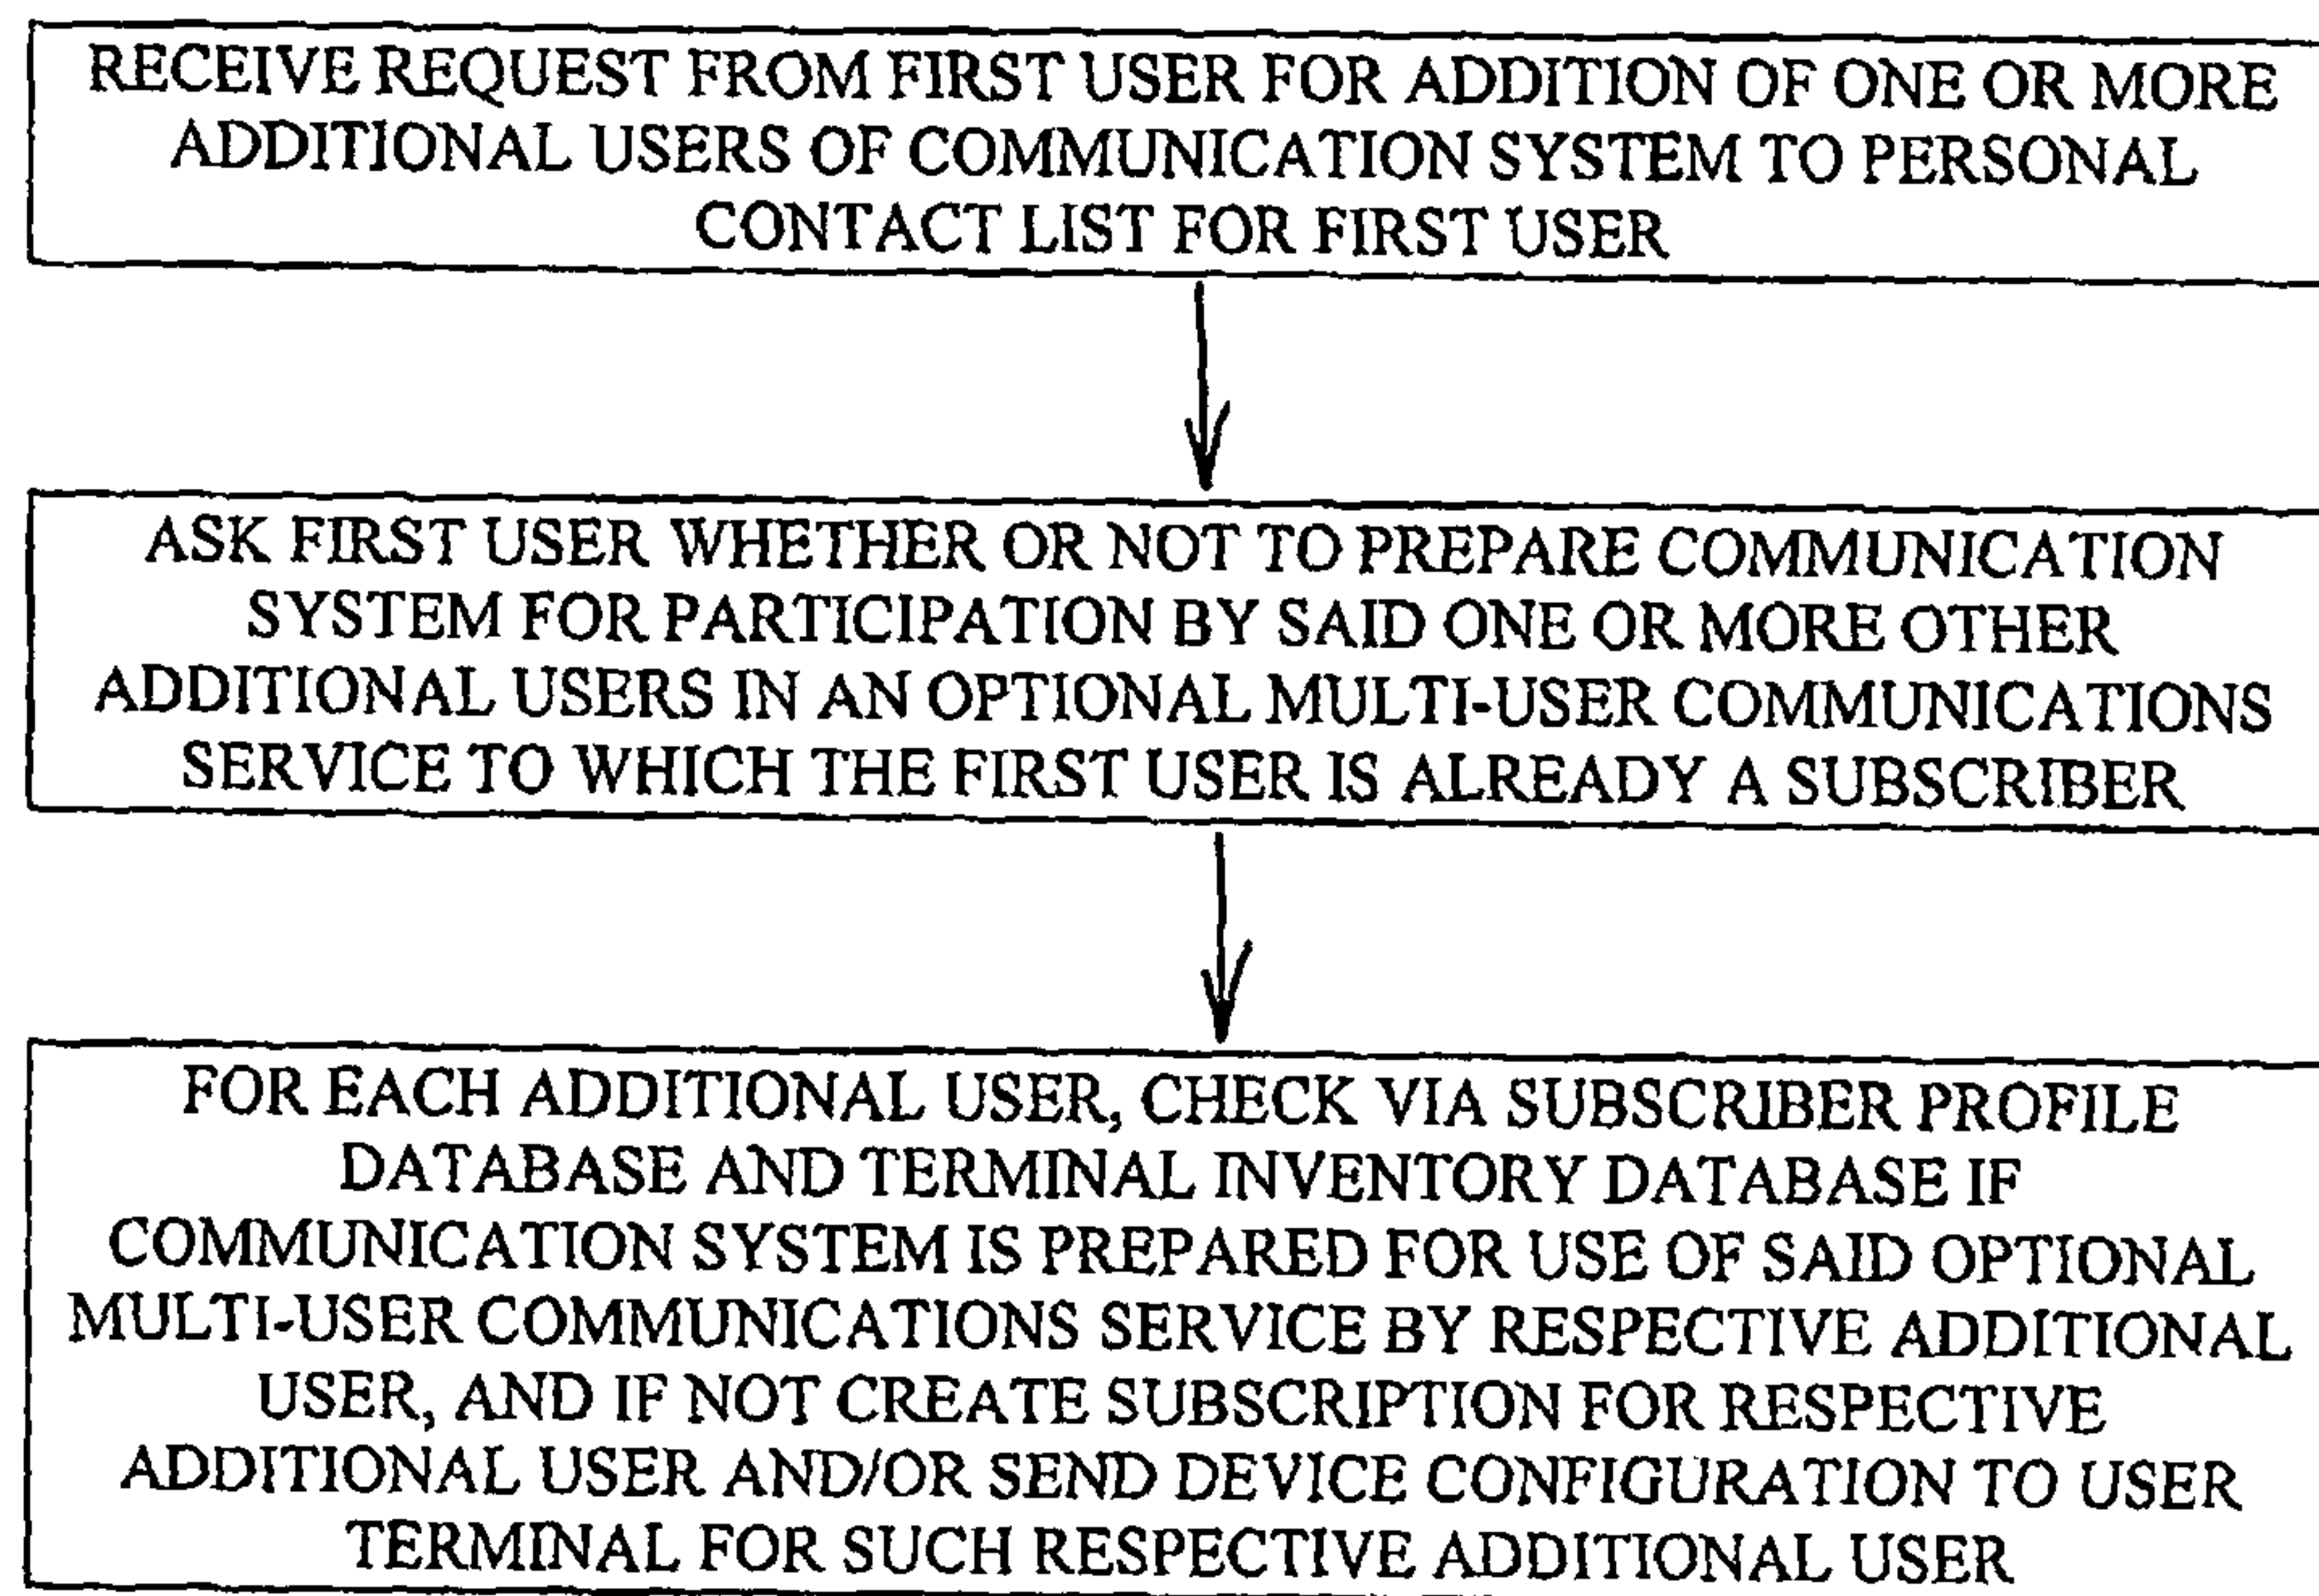 RECEIVE REQUEST FROM FIRST USER FOR ADDITION OF ONE OR MORE
ADDITIONAL USERS OF COMMUNICATION SYSTEM TO PERSONAL
CONTACT LIST FOR FIRST USER
ASK FIRST USER WHETHER OR NOT TO PREPARE COMMUNICATION
SYSTEM FOR PARTICIPATION BY SAID ONE OR MORE OTHER
ADDITIONAL USERS IN AN OPTIONAL MULTI-USER COMMUNICATIONS
SERVICE TO WHICH THE FIRST USER IS ALREADY A SUBSCRIBER
FOR EACH ADDITIONAL USER, CHECK VIA SUBSCRIBER PROFILE
DATABASE AND TERMINAL INVENTORY DATABASE IF
COMMUNICATION SYSTEM IS PREPARED FOR USE OF SAID OPTIONAL
MULTI-USER COMMUNICATIONS SERVICE BY RESPECTIVE ADDITIONAL
USER, AND IF NOT CREATE SUBSCRIPTION FOR RESPECTIVE
ADDITIONAL USER AND/OR SEND DEVICE CONFIGURATION TO USER
TERMINAL FOR SUCH RESPECTIVE ADDITIONAL USER